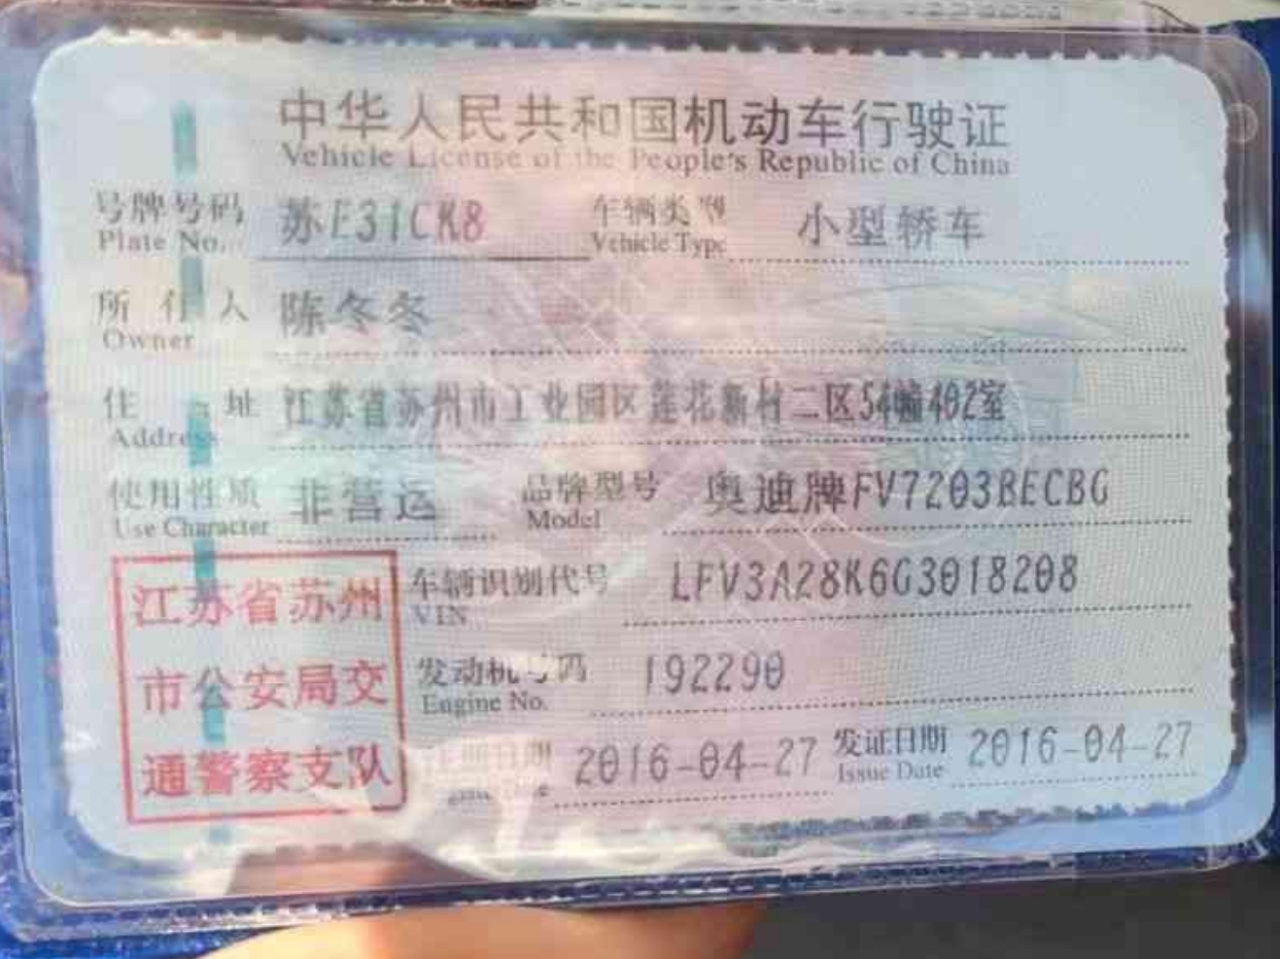 中华人民共和国机动车行驶证
Vehicle License of the People's Republic of China
号牌号码 苏E31CK8 车辆类型 小型轿车
Plate No. Vehicle Type
所有人 陈冬冬
Owner
住址 江苏省苏州市工业园区莲花新村二区54幢402室
Address
使用性质 非营运 品牌型号 奥迪牌FV7203BECBG
Use Character Model
江苏省苏州 车辆识别代号 LFV3A28K6G3018208
VIN
市公安局交 发动机号码 192290
Engine No.
通警察支队 2016-04-27 发证日期 2016-04-27
Issue Date